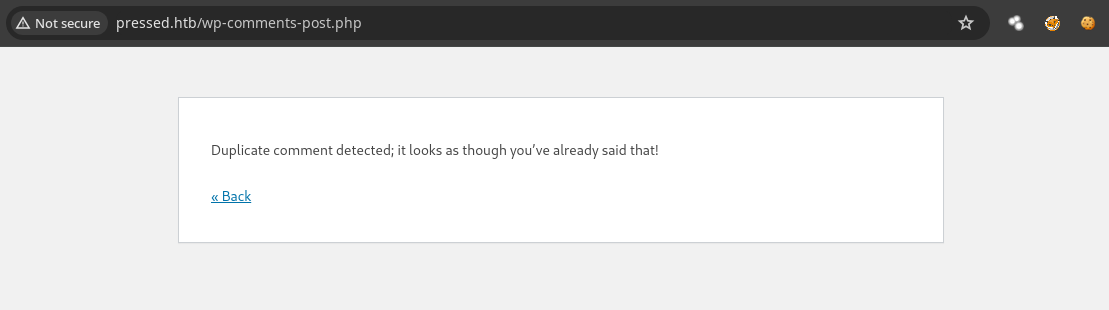 Not secure pressed.htb/wp-comments-post.php
Duplicate comment detected; it looks as though you’ve already said that!
« Back